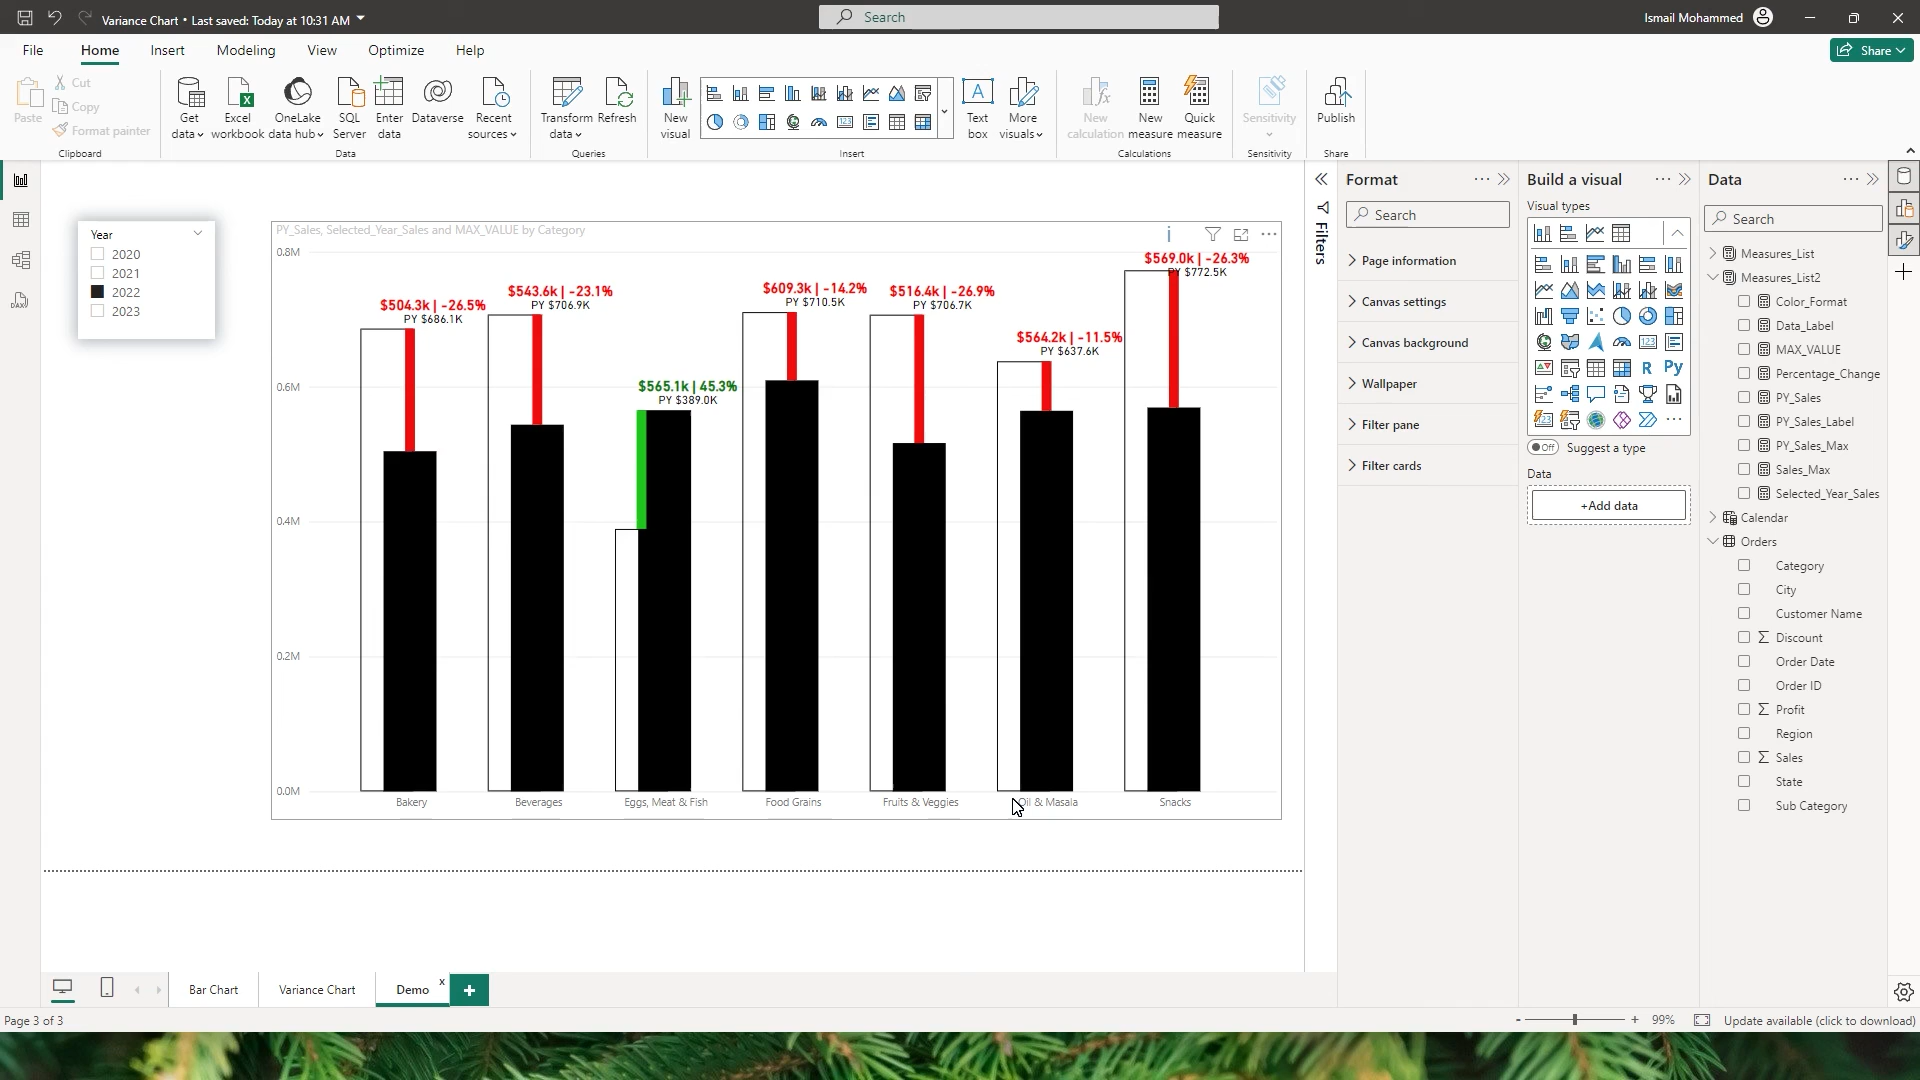 Variance Chart • Last saved: Today at 10:31 AM
Search
Ismail Mohammed
File
Home
Insert
Modeling
View
Optimize
Help
Share
Paste
Cut
Copy
Format painter
Clipboard
Get data
Excel workbook
OneLake data hub
SQL Server
Enter data
Dataverse
Recent sources
Data
Transform data
Refresh
Queries
New visual
Text box
More visuals
Insert
New calculation
New measure
Quick measure
Calculations
Sensitivity
Sensitivity
Publish
Share
Year
2020
2021
2022
2023
PY_Sales, Selected_Year_Sales and MAX_VALUE by Category
0.8M
0.6M
0.4M
0.2M
0.0M
$504.3k | -26.5%
PY $686.1K
$543.6k | -23.1%
PY $706.9K
$565.1k | 45.3%
PY $389.0K
$609.3k | -14.2%
PY $710.5K
$516.4k | -26.9%
PY $706.7K
$564.2k | -11.5%
PY $637.6K
$569.0k | -26.3%
PY $772.5K
Bakery
Beverages
Eggs, Meat & Fish
Food Grains
Fruits & Veggies
Oil & Masala
Snacks
Filters
Format
Search
Page information
Canvas settings
Canvas background
Wallpaper
Filter pane
Filter cards
Build a visual
Visual types
R
Py
Off
Suggest a type
Data
+Add data
Data
Search
Measures_List
Measures_List2
Color_Format
Data_Label
MAX_VALUE
Percentage_Change
PY_Sales
PY_Sales_Label
PY_Sales_Max
Sales_Max
Selected_Year_Sales
Calendar
Orders
Category
City
Customer Name
Discount
Order Date
Order ID
Profit
Region
Sales
State
Sub Category
Bar Chart
Variance Chart
Demo
Page 3 of 3
99%
Update available (click to download)